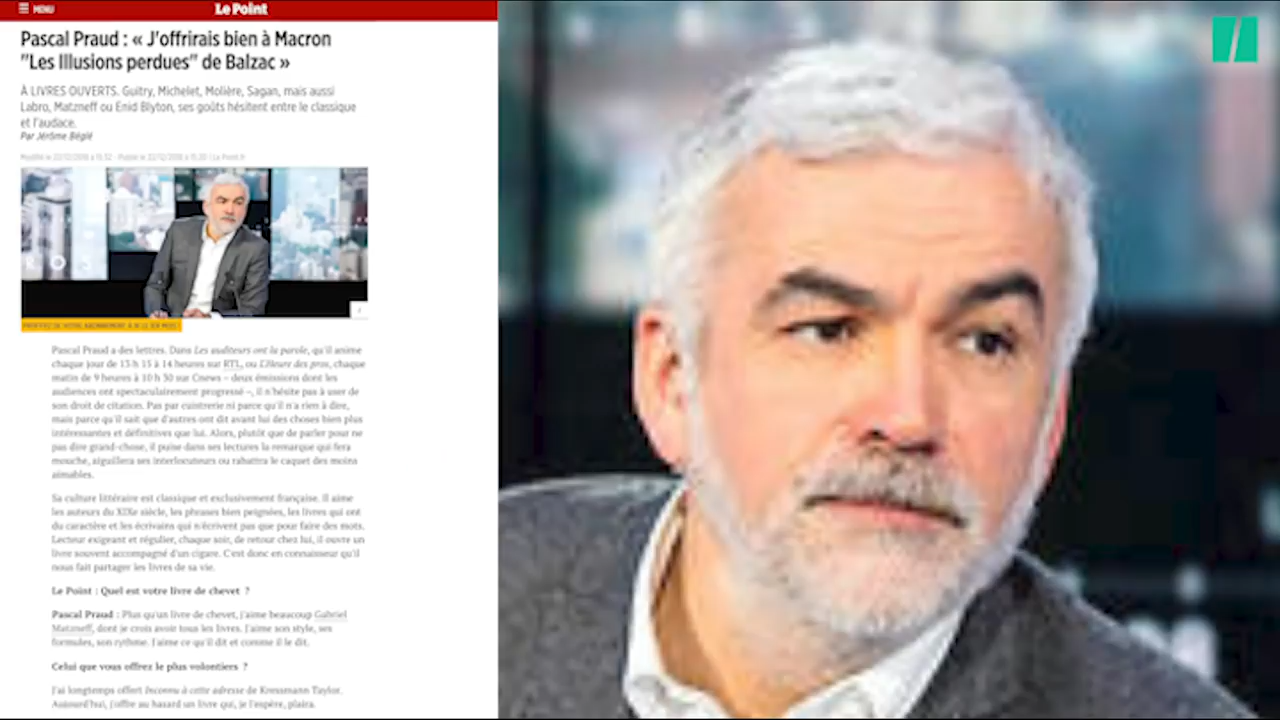 MENU
Le Point
Pascal Praud : « J'offrirais bien à Macron
"Les Illusions perdues" de Balzac »
À LIVRES OUVERTS. Guitry, Michelet, Molière, Sagan, mais aussi
Labro, Matzneff ou Enid Blyton, ses goûts hésitent entre le classique
et l'audace.
Par Jérôme Béglé
R O S
Pascal Praud a des lettres. Dans Les auditeurs ont la parole, qu'il anime
chaque jour de 13 h 15 à 14 heures sur RTL, ou L'Heure des pros, chaque
matin de 9 heures à 10 h 30 sur Cnews – deux émissions dont les
audiences ont spectaculairement progressé –, il n'hésite pas à user de
son droit de citation. Pas par cuistrerie ni parce qu'il n'a rien à dire,
mais parce qu'il sait que d'autres ont dit avant lui des choses bien plus
intéressantes et définitives que lui. Alors, plutôt que de parler pour ne
pas dire grand-chose, il puise dans ses lectures la remarque qui fera
mouche, aiguillera ses interlocuteurs ou rabattra le caquet des moins
aimables.
Sa culture littéraire est classique et exclusivement française. Il aime
les auteurs du XIXe siècle, les phrases bien peignées, les livres qui ont
du caractère et les écrivains qui n'écrivent pas que pour faire des mots.
Lecteur exigeant et régulier, chaque soir, de retour chez lui, il ouvre un
livre souvent accompagné d'un cigare. C'est donc en connaisseur qu'il
nous fait partager les livres de sa vie.
Le Point : Quel est votre livre de chevet ?
Pascal Praud : Plus qu'un livre de chevet, j'aime beaucoup Gabriel
Matzneff, dont je crois avoir tous les livres. J'aime son style, ses
formules, son rythme. J'aime ce qu'il dit et comme il le dit.
Celui que vous offrez le plus volontiers ?
J'ai longtemps offert Inconnu à cette adresse de Kressmann Taylor.
Aujourd'hui, j'offre au hasard un livre qui, je l'espère, plaira.